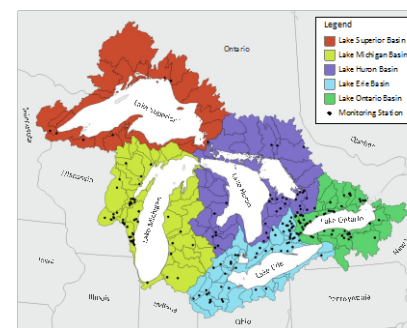 Legend
Lake Superior Basin
Lake Michigan Basin
Lake Huron Basin
Lake Erie Basin
Lake Ontario Basin
Monitoring Station
Ontario
Lake Superior
Minnesota
Wisconsin
Lake Michigan
Lake Huron
Lake Ontario
Lake Erie
Illinois
Indiana
Ohio
Pennsylvania